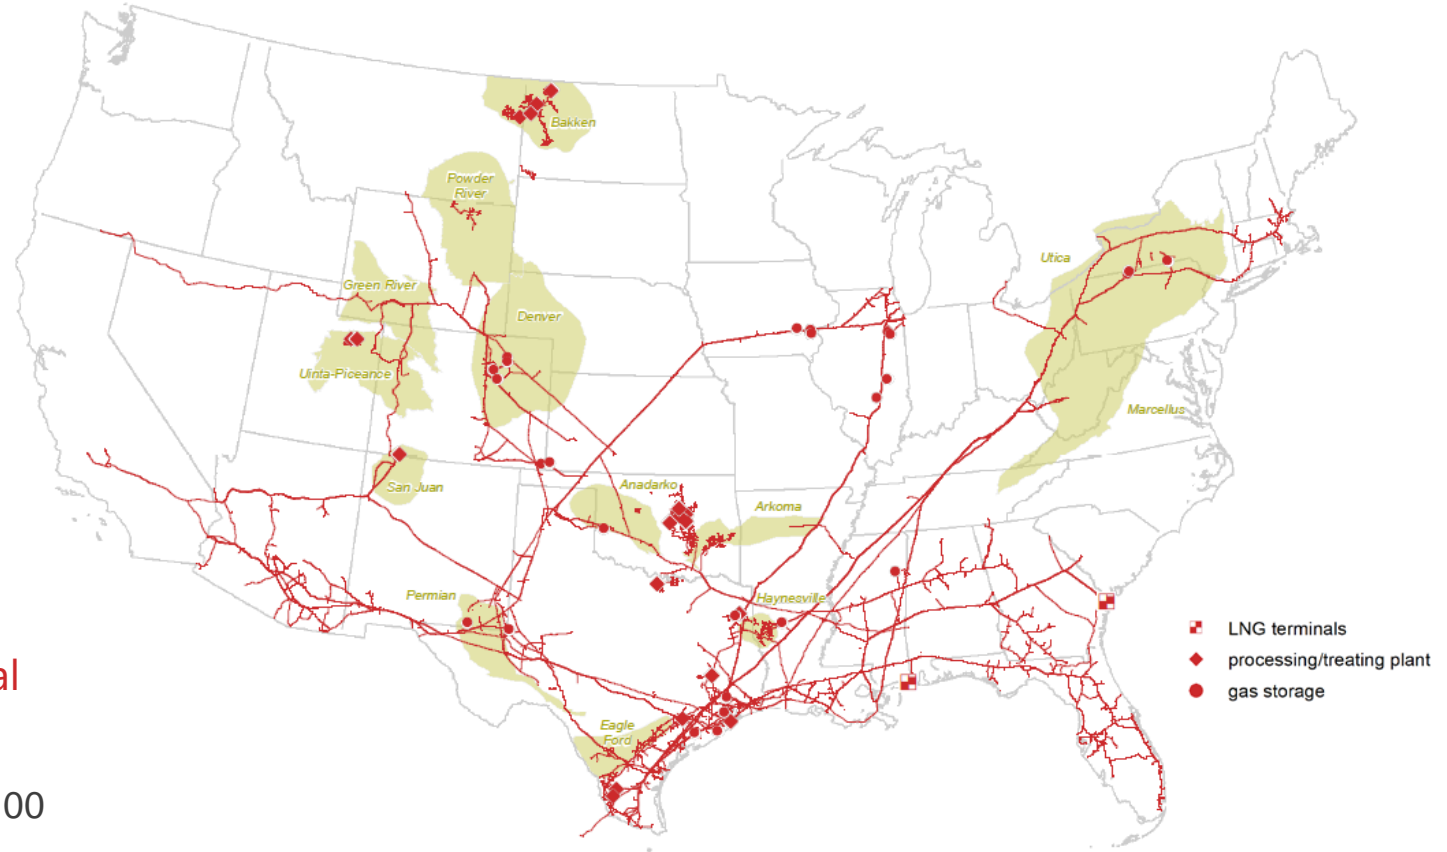 Bakken
Powder
River
Utica
Green River
Denver
Uinta-Piceance
Marcellus
San Juan
Anadarko
Arkoma
Permian
Haynesville
LNG terminals
processing/treating plant
al
gas storage
Eagle
Ford
00